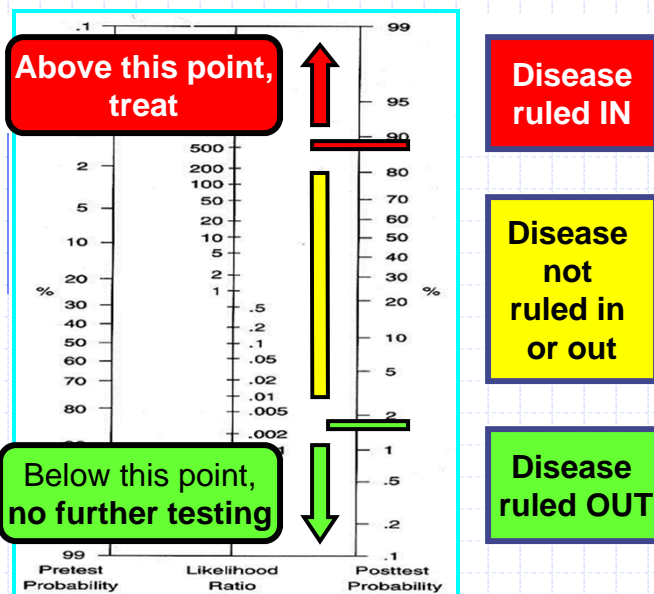 .1
99
Above this point,
treat
95
90
Disease
ruled IN
500
2
200
80
100
5
50
70
20
60
10
10
50
5
40
2
30
20
1
%
30
20
%
.5
40
.2
50
.1
10
60
.05
70
.02
5
.01
80
.005
2
.002
1
Disease
not
ruled in
or out
Below this point,
no further testing
.5
.2
.1
99
Disease
ruled OUT
Pretest
Probability
Likelihood
Ratio
Posttest
Probability